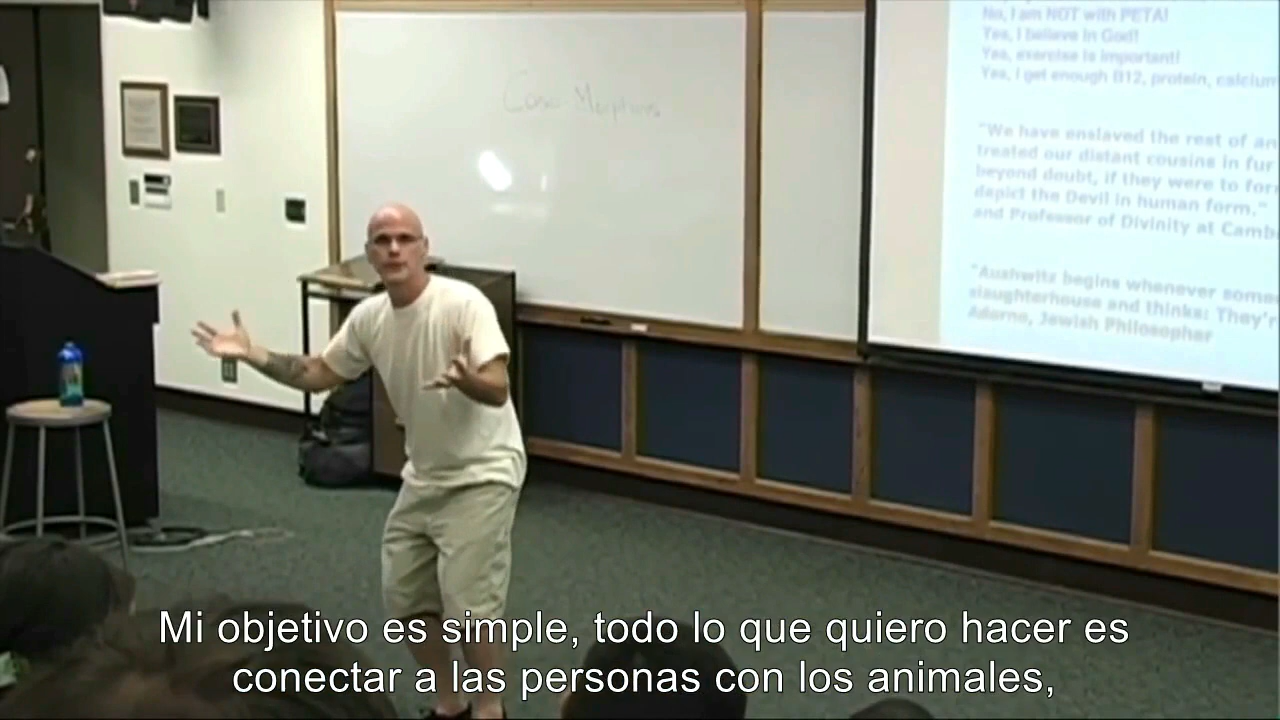 No, I am NOT with PETA!
Yes, I believe in God!
Yes, exercise is important!
Yes, I get enough B12, protein, calcium
"We have enslaved the rest of an
treated our distant cousins in fur
beyond doubt, if they were to for
depict the Devil in human form."
and Professor of Divinity at Camb
"Aushwitz begins whenever some
slaughterhouse and thinks: They'r
Adorno, Jewish Philosopher
Mi objetivo es simple, todo lo que quiero hacer es
conectar a las personas con los animales,